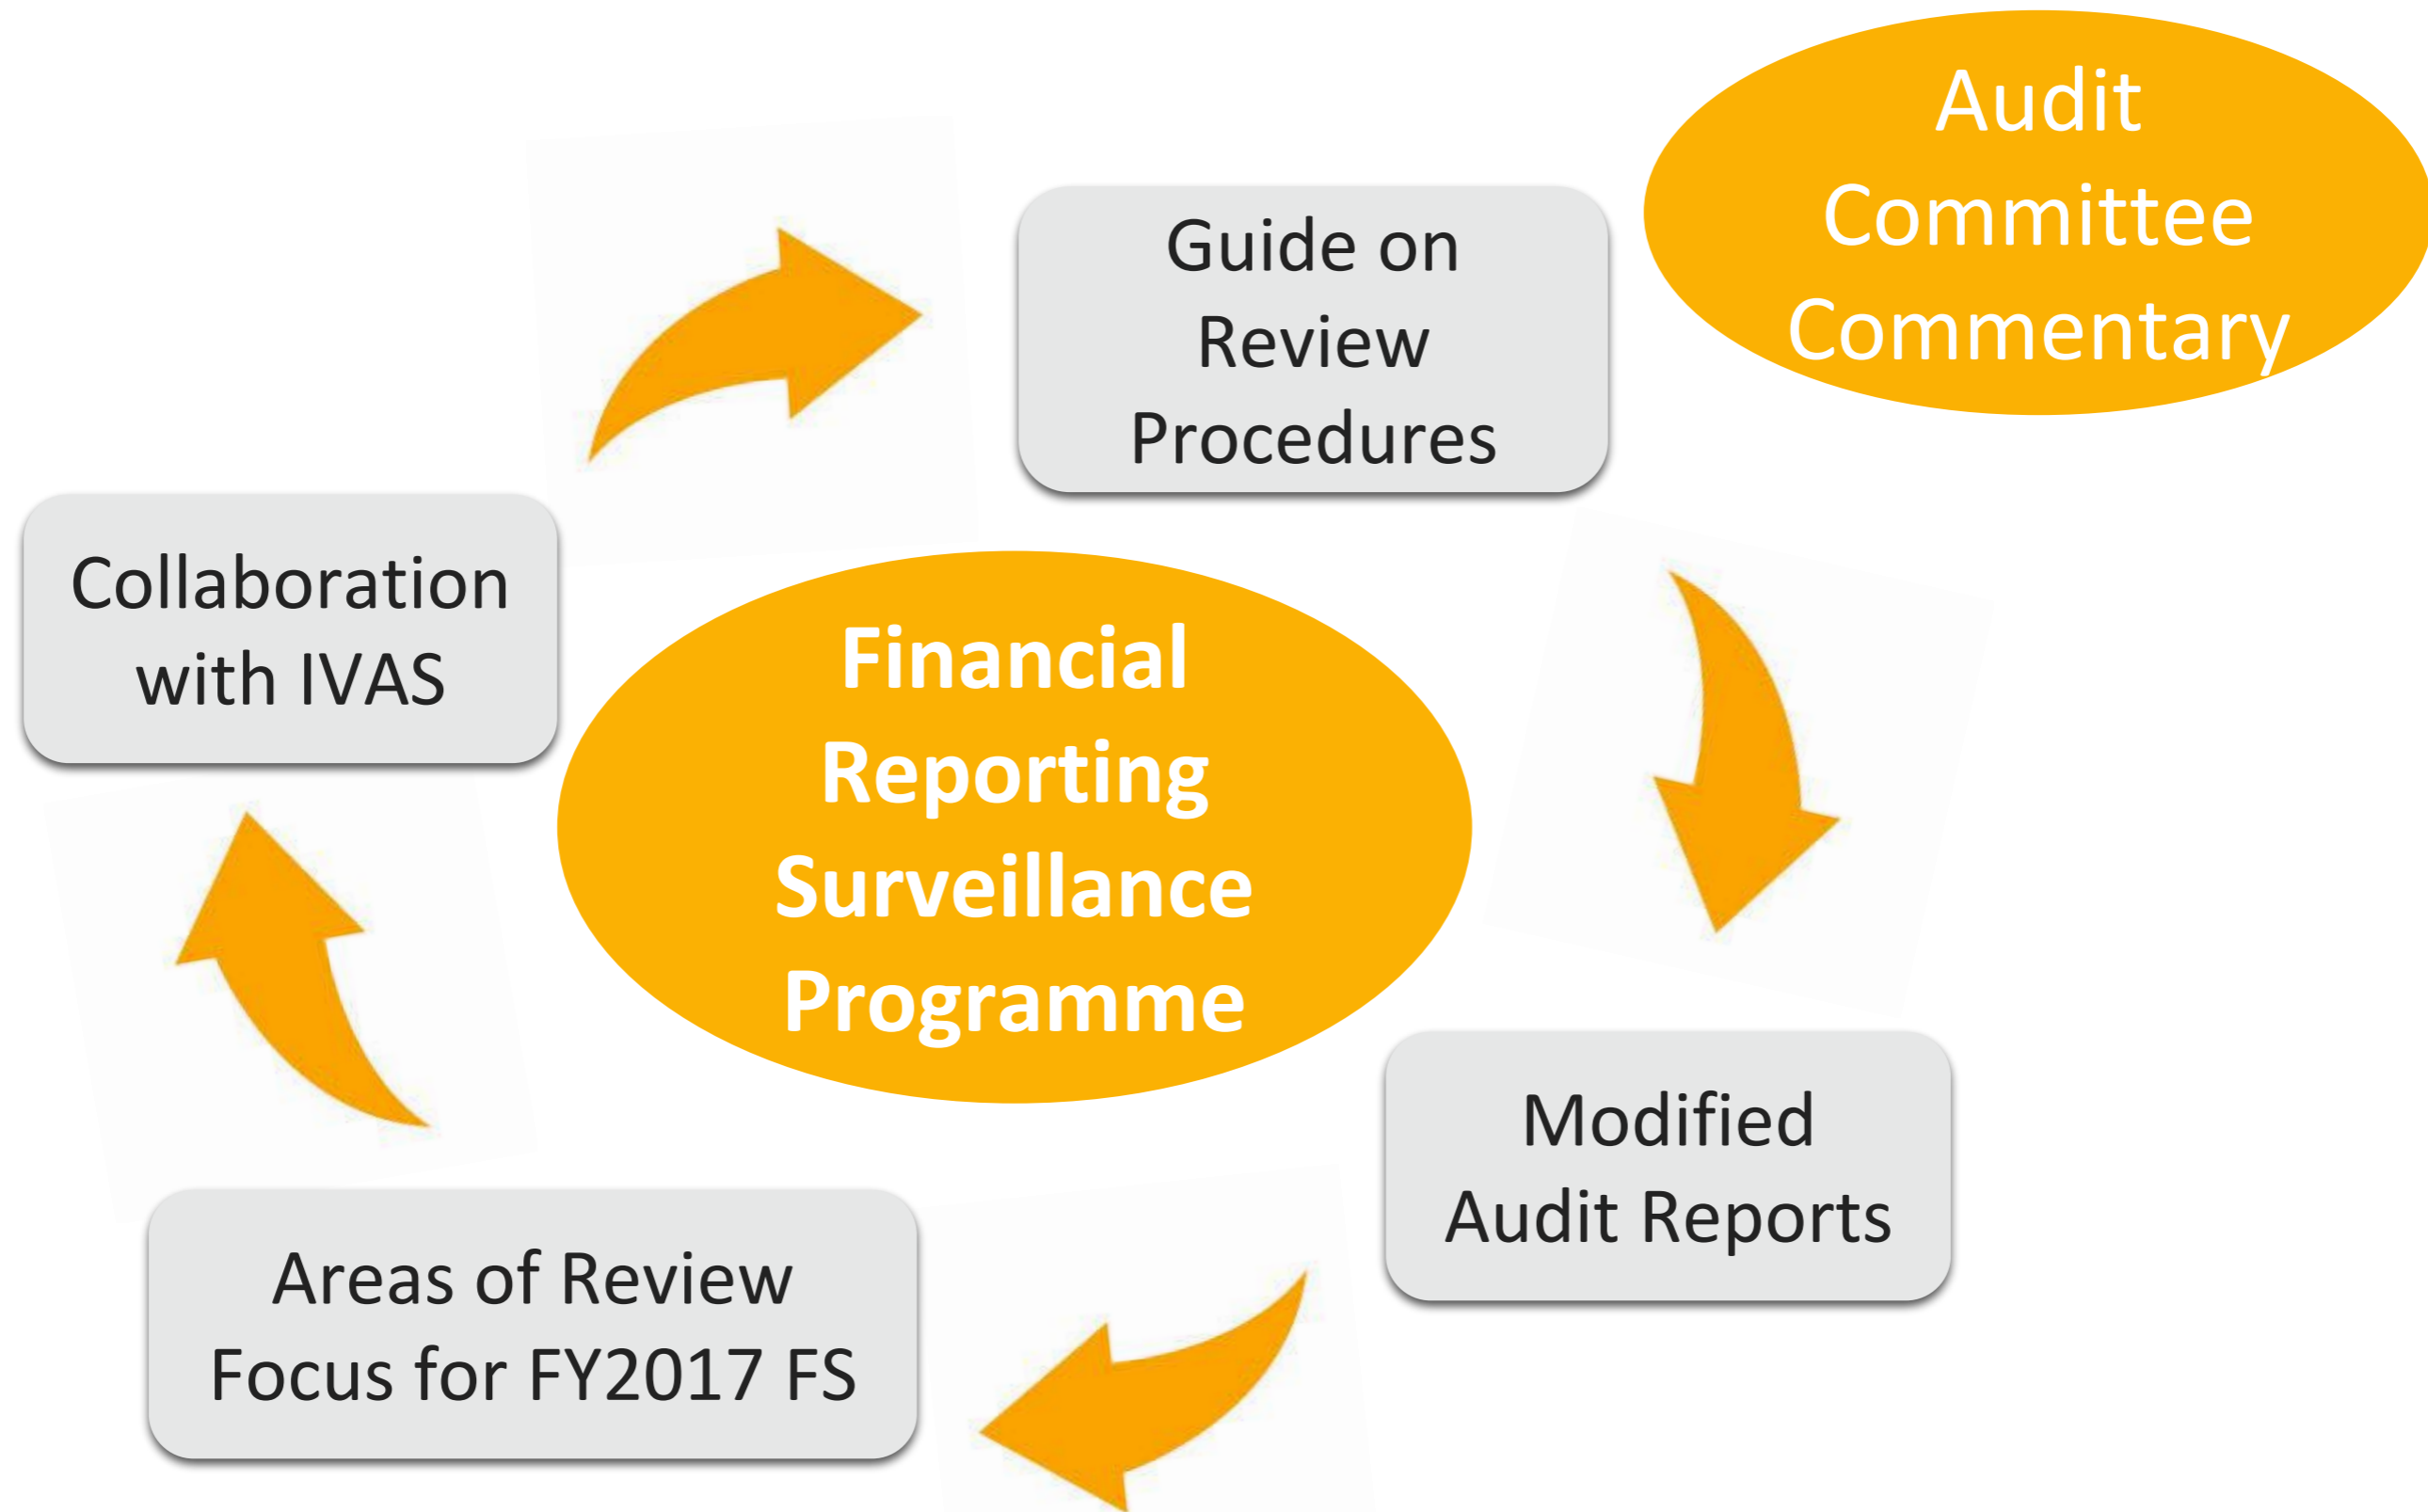 Audit
Committee
Commentary
Guide on
Review
Procedures
Collaboration
with IVAS
Financial
Reporting
Surveillance
Programme
Modified
Audit Reports
Areas of Review
Focus for FY2017 FS